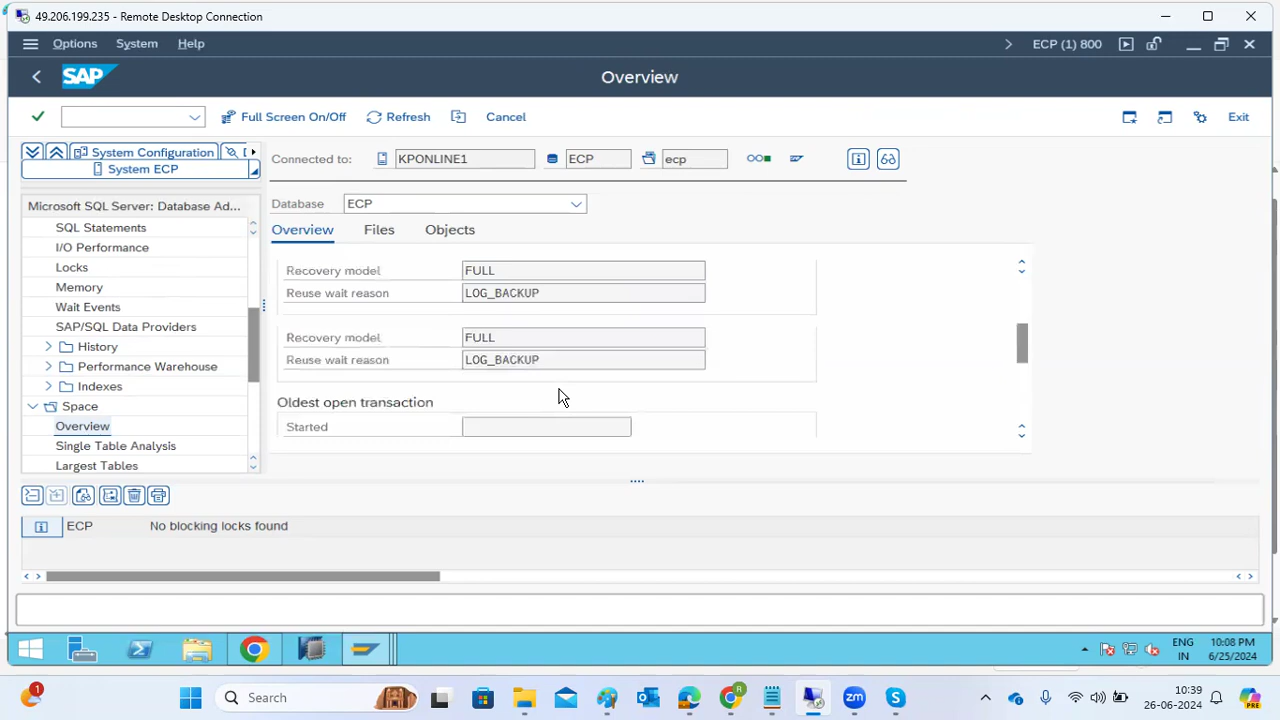 49.206.199.235 - Remote Desktop Connection
Options System Help
ECP (1) 800
SAP Overview
Full Screen On/Off Refresh Cancel Exit
System Configuration
System ECP
Connected to: KPONLINE1 ECP ecp
Microsoft SQL Server: Database Ad...
Database ECP
SQL Statements
Overview Files Objects
I/O Performance
Locks
Recovery model FULL
Memory
Reuse wait reason LOG_BACKUP
Wait Events
SAP/SQL Data Providers
Recovery model FULL
History
Reuse wait reason LOG_BACKUP
Performance Warehouse
Indexes
Space
Oldest open transaction
Overview
Started
Single Table Analysis
Largest Tables
ECP No blocking locks found
ENG 10:08 PM
IN 6/25/2024
1 Search zm 10:39
26-06-2024
PRE